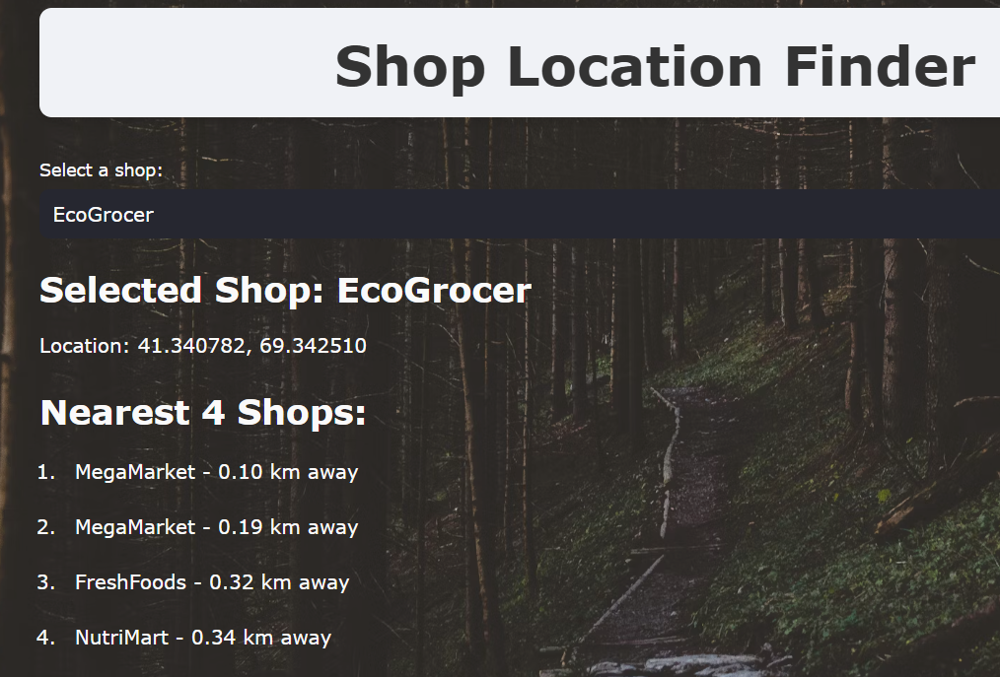 Shop Location Finder
Select a shop:
EcoGrocer
Selected Shop: EcoGrocer
Location: 41.340782, 69.342510
Nearest 4 Shops:
1. MegaMarket - 0.10 km away
2. MegaMarket - 0.19 km away
3. FreshFoods - 0.32 km away
4. NutriMart - 0.34 km away